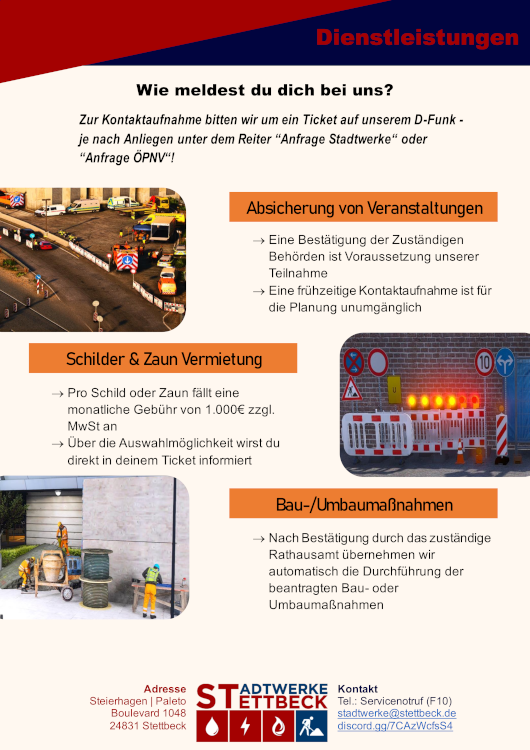 Dienstleistungen
Wie meldest du dich bei uns?
Zur Kontaktaufnahme bitten wir um ein Ticket auf unserem D-Funk -
je nach Anliegen unter dem Reiter “Anfrage Stadtwerke“ oder
“Anfrage ÖPNV“!
Absicherung von Veranstaltungen
→ Eine Bestätigung der Zuständigen
Behörden ist Voraussetzung unserer
Teilnahme
→ Eine frühzeitige Kontaktaufnahme ist für
die Planung unumgänglich
Schilder & Zaun Vermietung
→ Pro Schild oder Zaun fällt eine
monatliche Gebühr von 1.000€ zzgl.
MwSt an
→ Über die Auswahlmöglichkeit wirst du
direkt in deinem Ticket informiert
10
Bau-/Umbaumaßnahmen
→ Nach Bestätigung durch das zuständige
Rathausamt übernehmen wir
automatisch die Durchführung der
beantragten Bau- oder
Umbaumaßnahmen
Adresse
Steierhagen | Paleto
Boulevard 1048
24831 Stettbeck
STADTWERKE
STETTBECK
Kontakt
Tel.: Servicenotruf (F10)
stadtwerke@stettbeck.de
discord.gg/7CAzWcfsS4